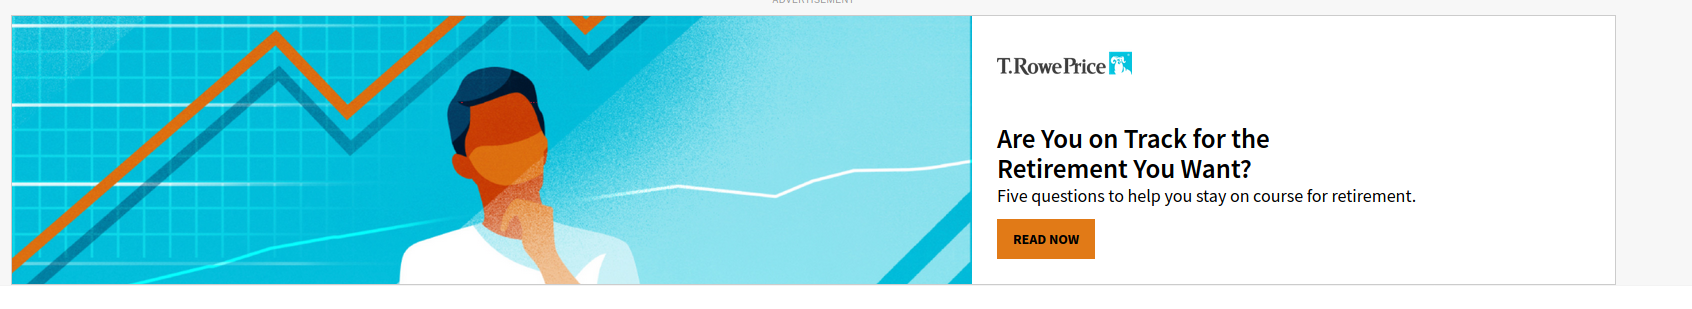 ADVERTISEMENT
T.RowePrice
Are You on Track for the
Retirement You Want?
Five questions to help you stay on course for retirement.
READ NOW